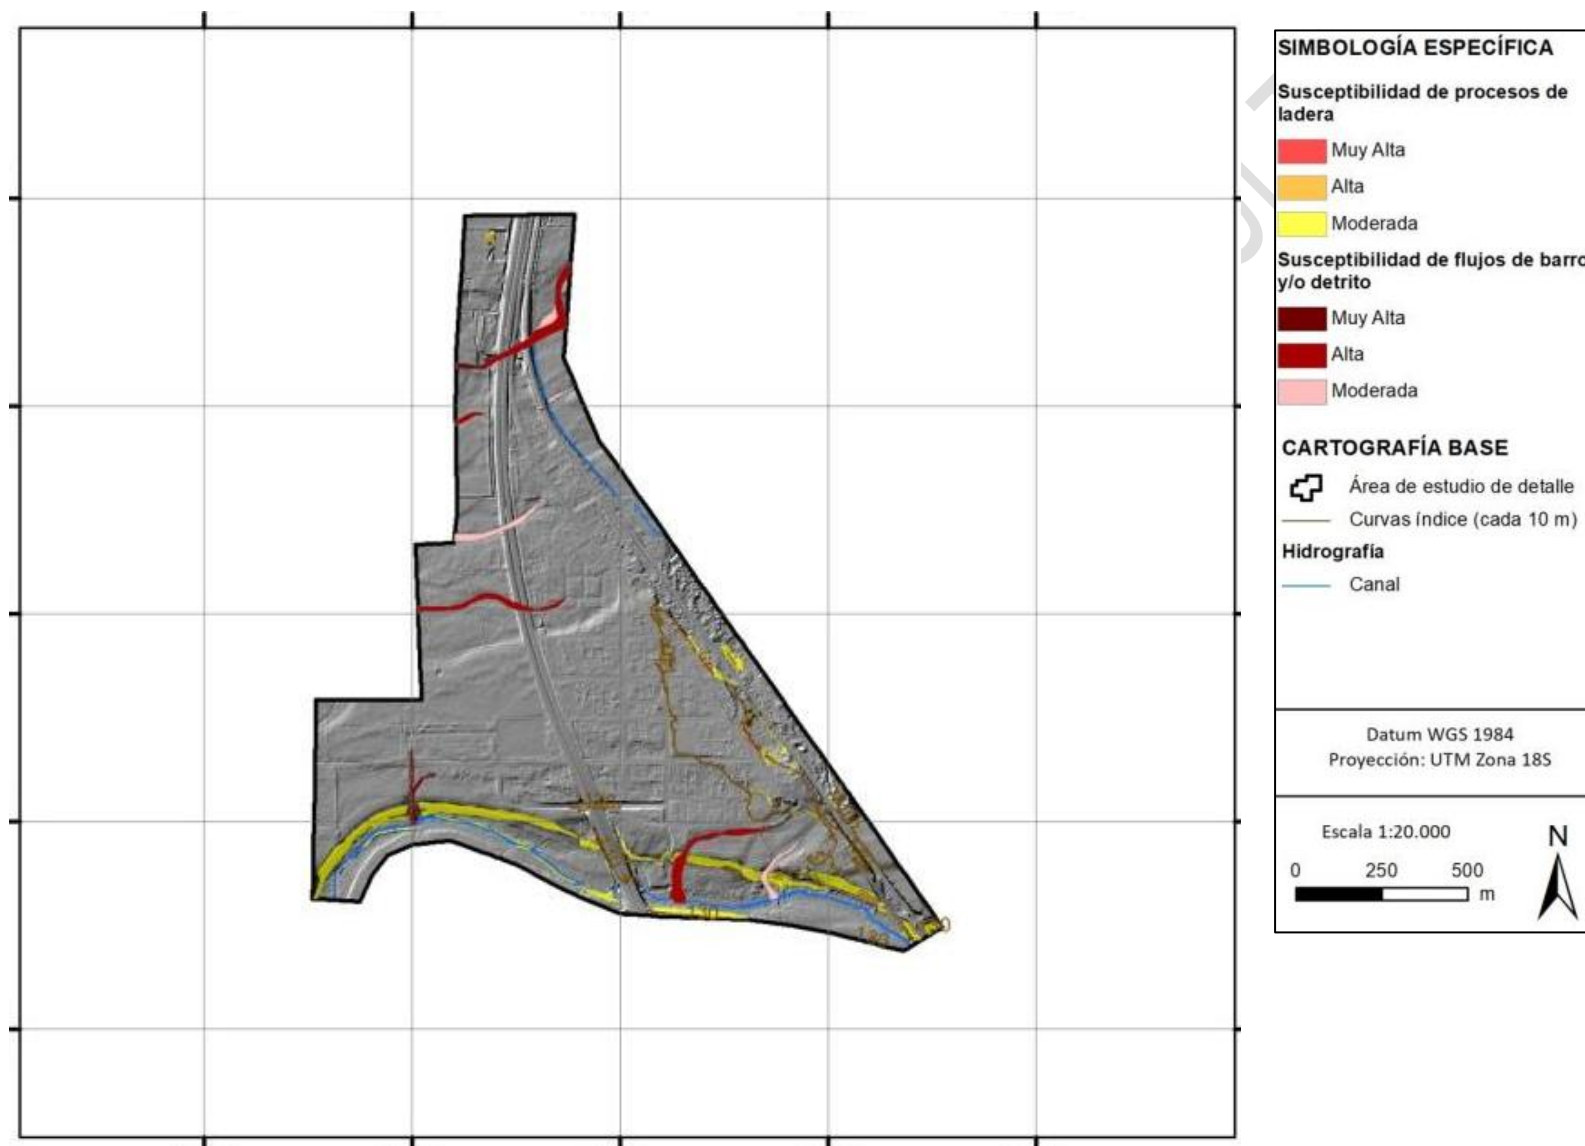 SIMBOLOGÍA ESPECÍFICA
Susceptibilidad de procesos de
ladera
Muy Alta
Alta
Moderada
Susceptibilidad de flujos de barro
y/o detrito
Muy Alta
Alta
Moderada
CARTOGRAFÍA BASE
Área de estudio de detalle
Curvas índice (cada 10 m)
Hidrografía
Canal
Datum WGS 1984
Proyección: UTM Zona 18S
Escala 1:20.000
N
0 250 500
m